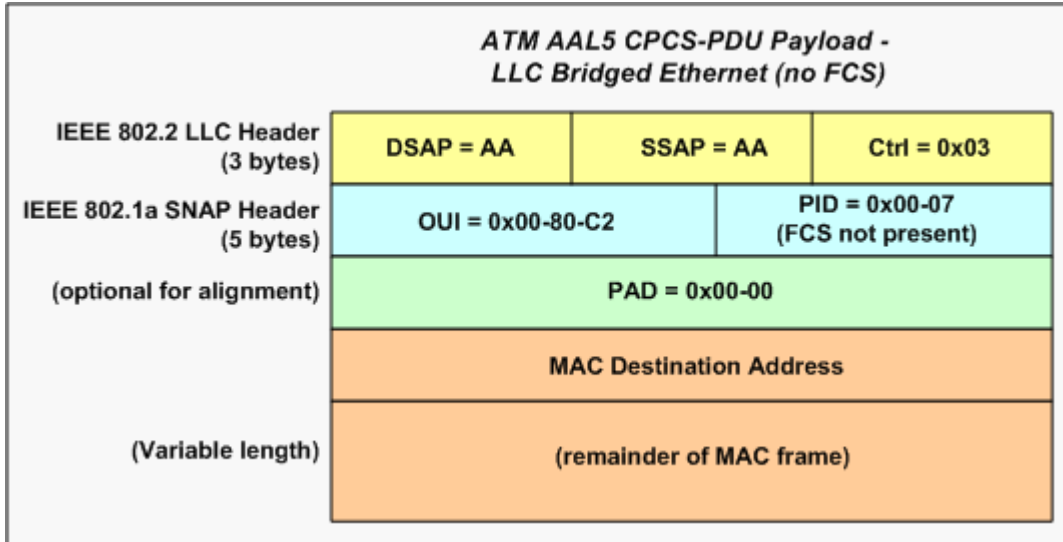 ATM AAL5 CPCS-PDU Payload -
LLC Bridged Ethernet (no FCS)
IEEE 802.2 LLC Header
(3 bytes)
DSAP = AA
SSAP = AA
Ctrl = 0x03
IEEE 802.1a SNAP Header
(5 bytes)
OUI = 0x00-80-C2
PID = 0x00-07
(FCS not present)
(optional for alignment)
PAD = 0x00-00
MAC Destination Address
(Variable length)
(remainder of MAC frame)